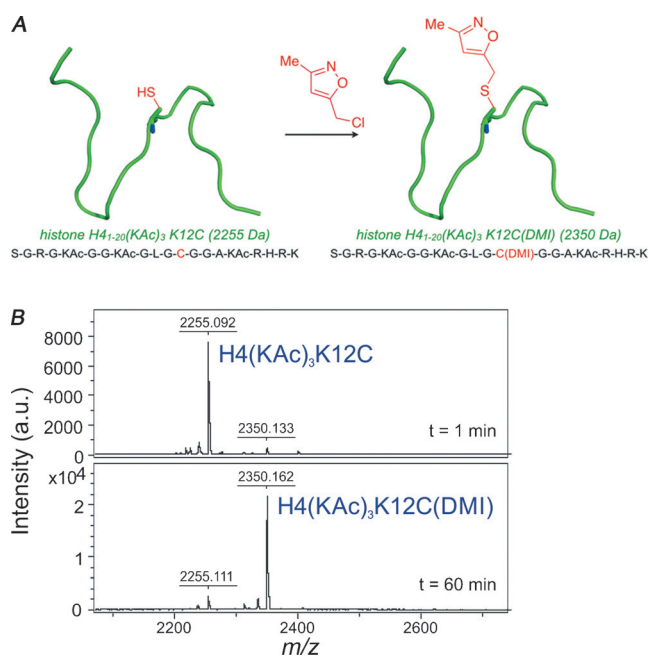 A
HS
Me
N
O
Cl
Me
N
O
S
histone H4₁₋₂₀(KAc)₃ K12C (2255 Da)
histone H4₁₋₂₀(KAc)₃ K12C(DMI) (2350 Da)
S-G-R-G-KAc-G-G-KAc-G-L-G-C-G-G-A-KAc-R-H-R-K
S-G-R-G-KAc-G-G-KAc-G-L-G-C(DMI)-G-G-A-KAc-R-H-R-K
B
Intensity (a.u.)
8000
6000
4000
2000
0
2255.092
H4(KAc)₃K12C
2350.133
t = 1 min
x10⁴
2
1
0
2350.162
H4(KAc)₃K12C(DMI)
2255.111
t = 60 min
2200 2400 2600
m/z